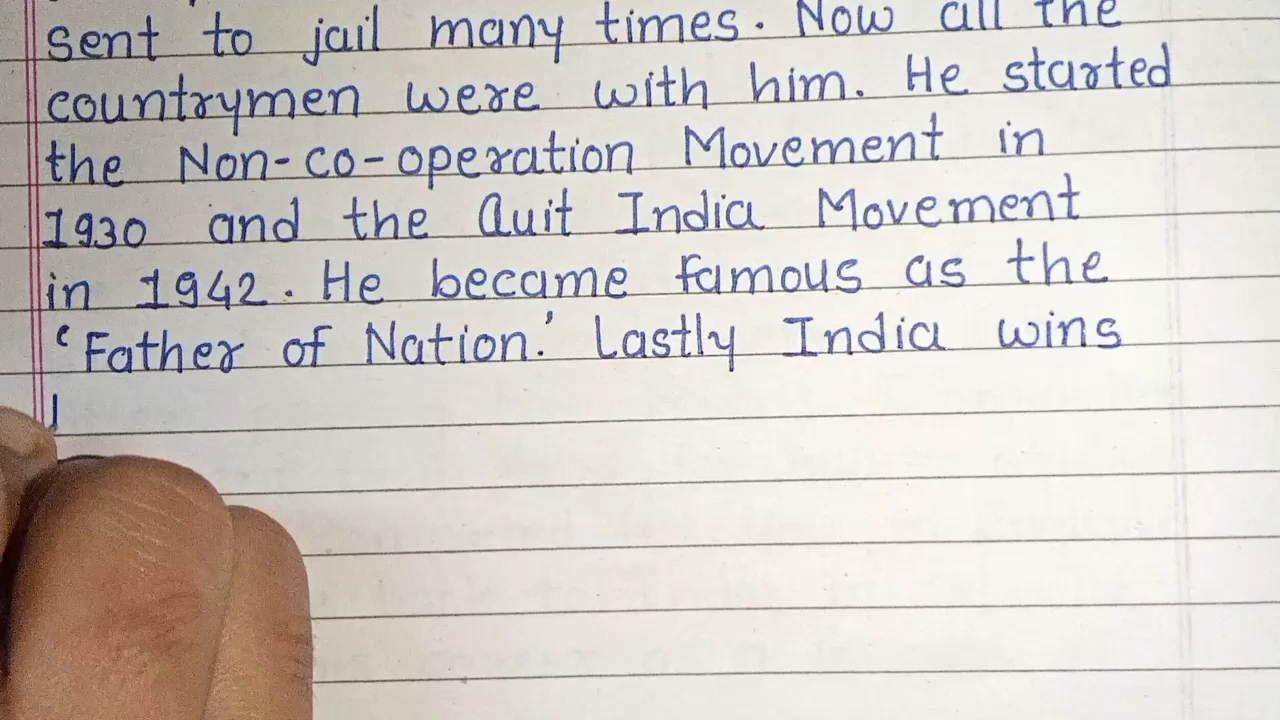 sent to jail many times. Now all the
countrymen were with him. He started
the Non-co-operation Movement in
1930 and the Quit India Movement
in 1942. He became famous as the
'Father of Nation.' Lastly India wins